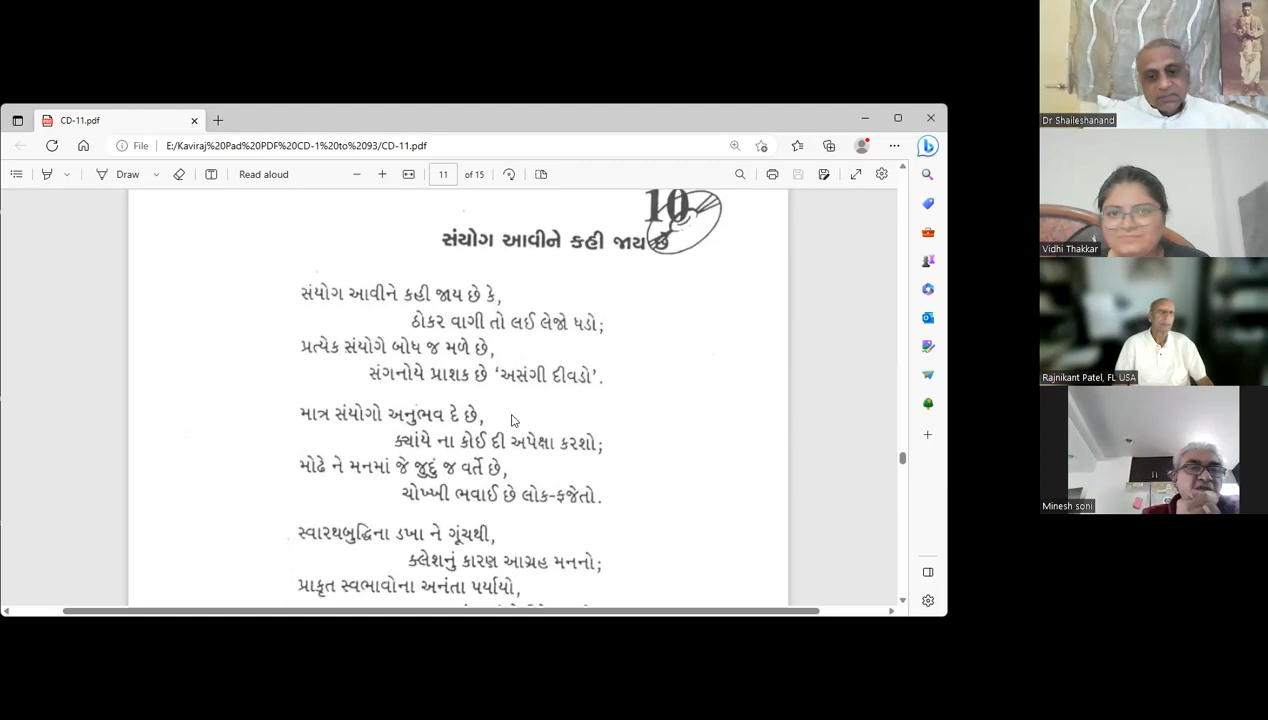 CD-11.pdf
File
E:/Kaviraj%20Pad%20PDF%20CD-1%20to%2093/CD-11.pdf
Draw
Read aloud
11
of 15
10
સંયોગ આવીને કહી જાય છે
સંયોગ આવીને કહી જાય છે કે,
ઠોકર વાગી તો લઈ લેજો ધડો;
પ્રત્યેક સંયોગે બોધ જ મળે છે,
સંગનોયે પ્રાશક છે ‘અસંગી દીવડો’.
માત્ર સંયોગો અનુભવ દે છે,
ક્યાંયે ના કોઈ દી અપેક્ષા કરશો;
મોઢે ને મનમાં જે જુદું જ વર્તે છે,
ચોખ્ખી ભવાઈ છે લોક-ફજેતો.
સ્વારથબુદ્ધિના ડખા ને ગૂંચથી,
ક્લેશનું કારણ આગ્રહ મનનો;
પ્રાકૃત સ્વભાવોના અનંતા પર્યાયો,
Dr Shaileshanand
Vidhi Thakkar
Rajnikant Patel, FL USA
Minesh soni